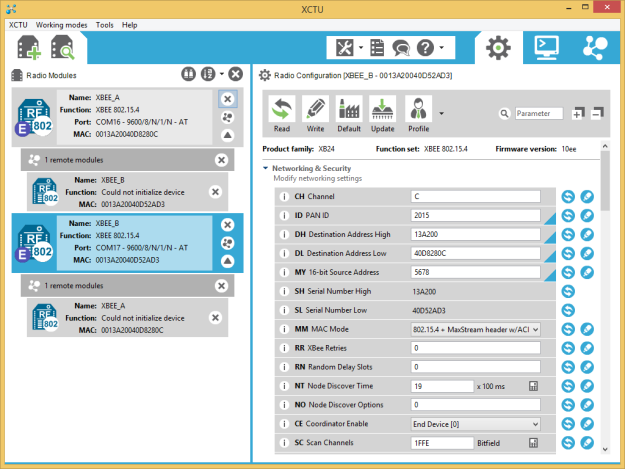 XCTU
XCTU Working modes Tools Help
Radio Modules
Name: XBEE_A
Function: XBEE 802.15.4
Port: COM16 - 9600/8/N/1/N - AT
MAC: 0013A20040D8280C
RF
E 802
1 remote modules
Name: XBEE_B
Function: Could not initialize device
MAC: 0013A20040D52AD3
RF
802
Name: XBEE_B
Function: XBEE 802.15.4
Port: COM17 - 9600/8/N/1/N - AT
MAC: 0013A20040D52AD3
RF
E 802
1 remote modules
Name: XBEE_A
Function: Could not initialize device
MAC: 0013A20040D8280C
RF
802
Radio Configuration [XBEE_B - 0013A20040D52AD3]
Read Write Default Update Profile
Parameter
Product family: XB24 Function set: XBEE 802.15.4 Firmware version: 10ee
Networking & Security
Modify networking settings
i CH Channel C
i ID PAN ID 2015
i DH Destination Address High 13A200
i DL Destination Address Low 40D8280C
i MY 16-bit Source Address 5678
i SH Serial Number High 13A200
i SL Serial Number Low 40D52AD3
i MM MAC Mode 802.15.4 + MaxStream header w/ACI
i RR XBee Retries 0
i RN Random Delay Slots 0
i NT Node Discover Time 19 x 100 ms
i NO Node Discover Options 0
i CE Coordinator Enable End Device [0]
i SC Scan Channels 1FFE Bitfield